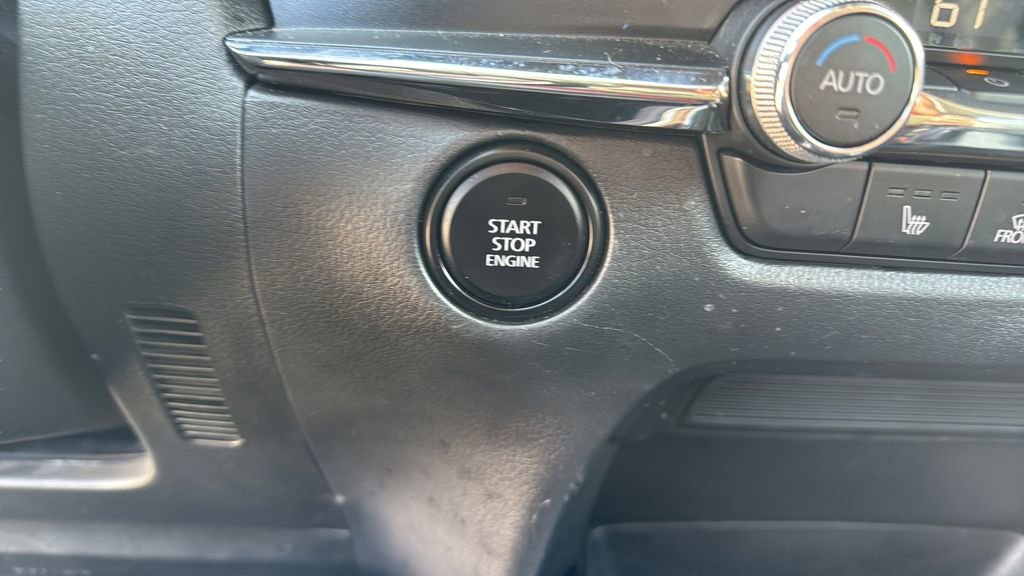 61
AUTO
START
STOP
ENGINE